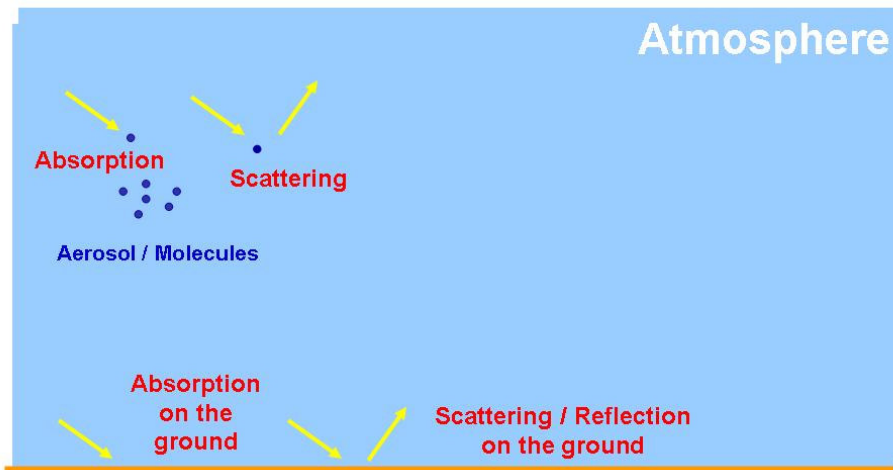 Atmosphere
Absorption
Scattering
Aerosol / Molecules
Absorption
on the
ground
Scattering / Reflection
on the ground